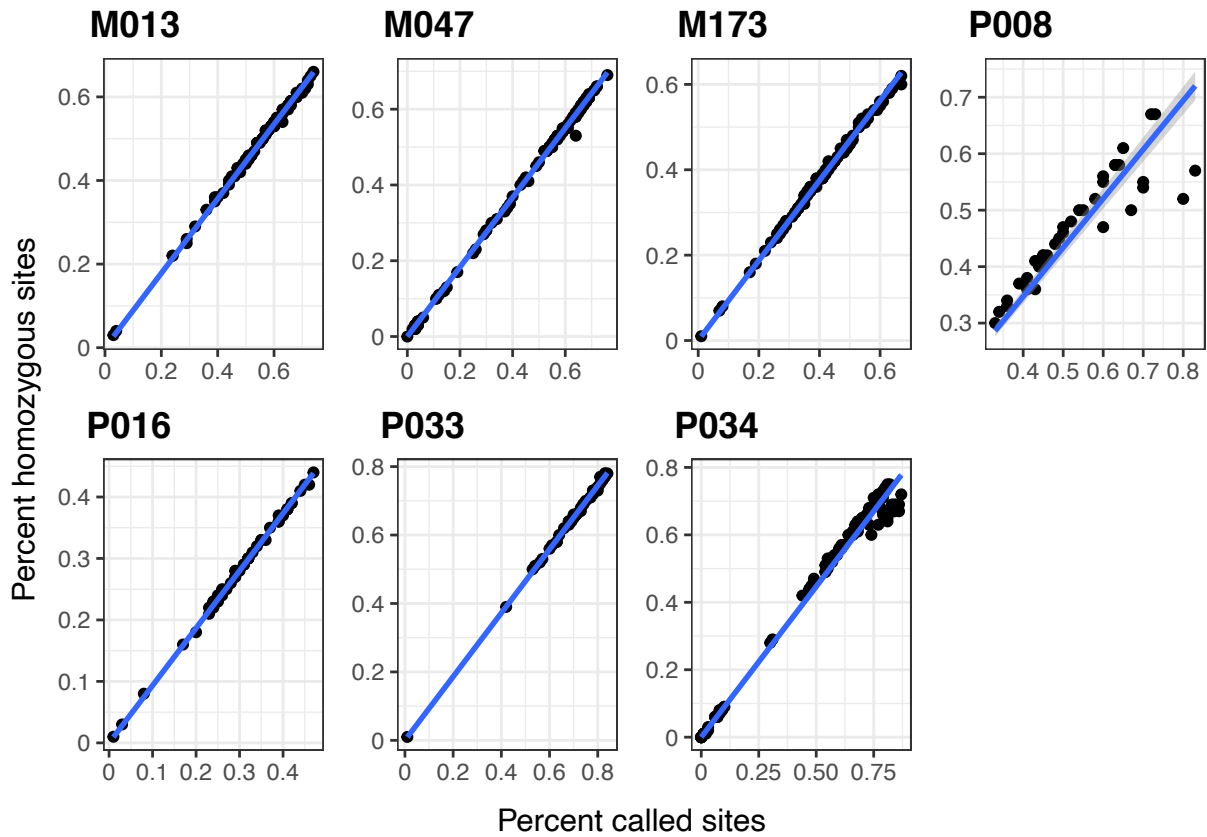 M013 M047 M173 P008
0.6 0.4 0.2 0
0 0.2 0.4 0.6
0.6 0.4 0.2 0
0 0.2 0.4 0.6
0.6 0.4 0.2 0
0 0.2 0.4 0.6
0.7 0.6 0.5 0.4 0.3
0.4 0.5 0.6 0.7 0.8
Percent homozygous sites
P016 P033 P034
0.4 0.3 0.2 0.1 0
0 0.1 0.2 0.3 0.4
0.8 0.6 0.4 0.2 0
0 0.2 0.4 0.6 0.8
0.8 0.6 0.4 0.2 0
0 0.25 0.50 0.75
Percent called sites